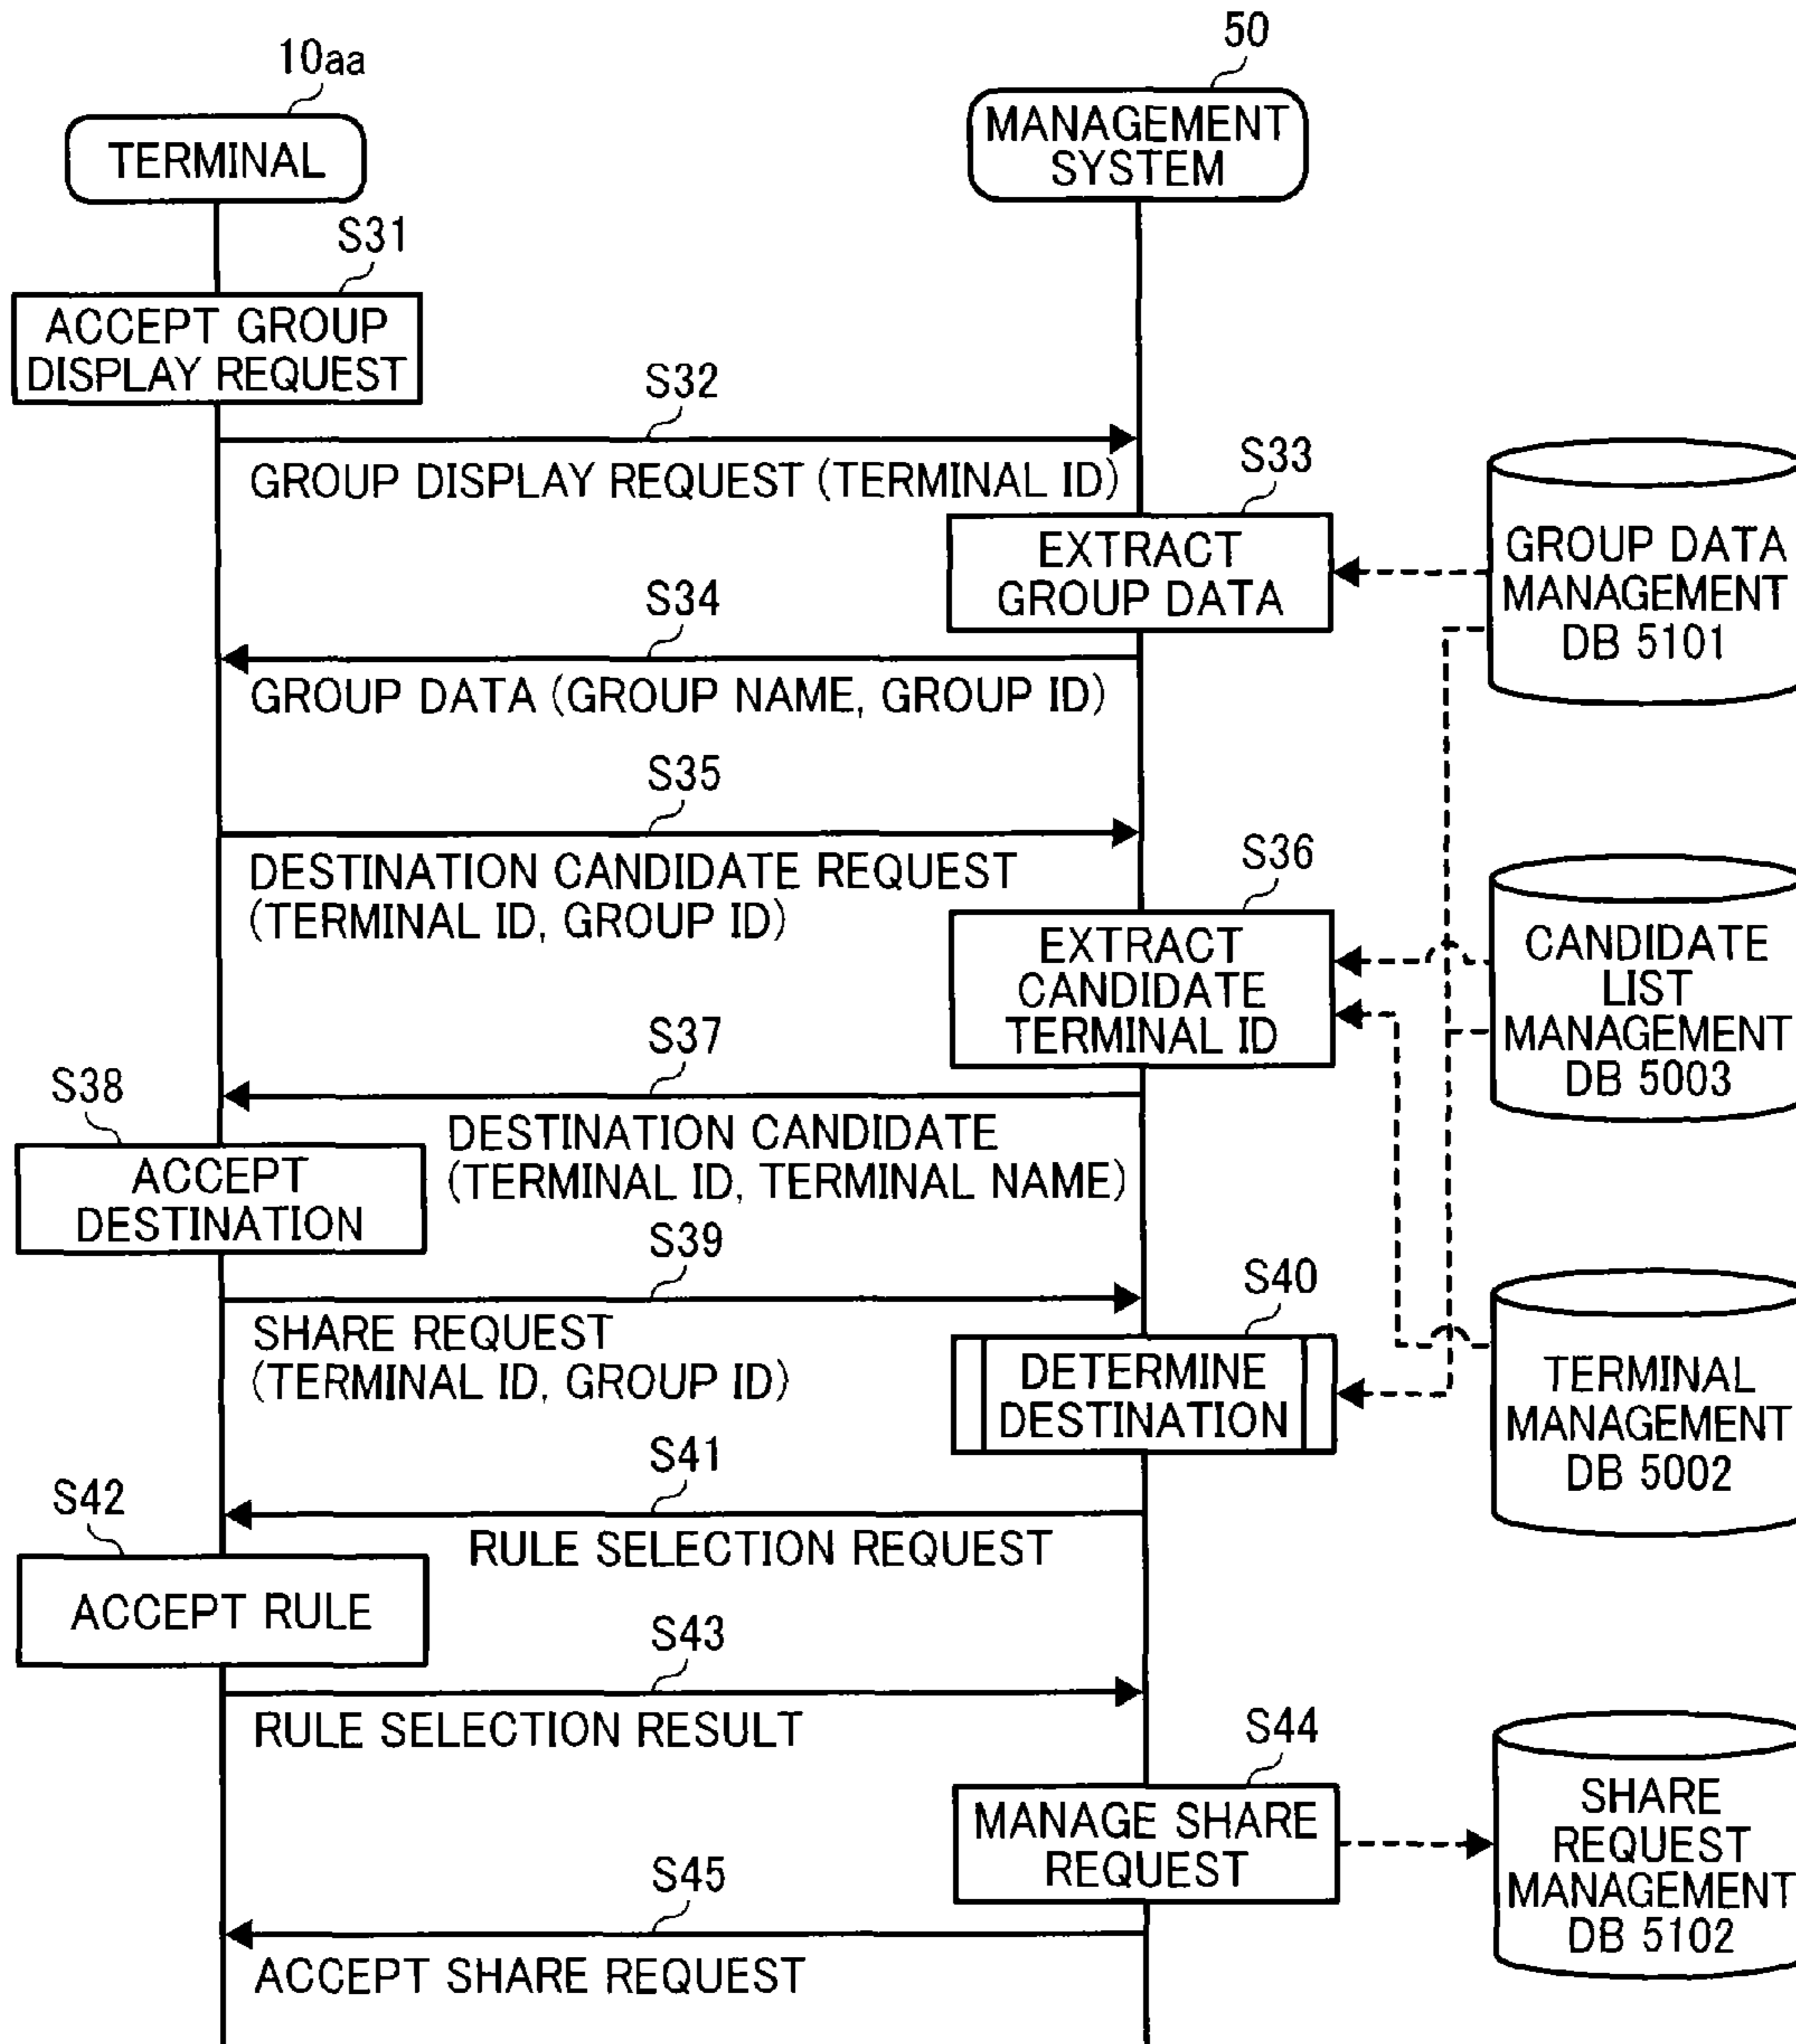 10aa
50
TERMINAL
MANAGEMENT
SYSTEM
S31
ACCEPT GROUP
DISPLAY REQUEST
S32
GROUP DISPLAY REQUEST (TERMINAL ID)
S33
EXTRACT
GROUP DATA
GROUP DATA
MANAGEMENT
DB 5101
S34
GROUP DATA (GROUP NAME, GROUP ID)
S35
DESTINATION CANDIDATE REQUEST
(TERMINAL ID, GROUP ID)
S36
EXTRACT
CANDIDATE
TERMINAL ID
CANDIDATE
LIST
MANAGEMENT
DB 5003
S37
DESTINATION CANDIDATE
(TERMINAL ID, TERMINAL NAME)
S38
ACCEPT
DESTINATION
S39
SHARE REQUEST
(TERMINAL ID, GROUP ID)
S40
DETERMINE
DESTINATION
TERMINAL
MANAGEMENT
DB 5002
S41
RULE SELECTION REQUEST
S42
ACCEPT RULE
S43
RULE SELECTION RESULT
S44
MANAGE SHARE
REQUEST
SHARE
REQUEST
MANAGEMENT
DB 5102
S45
ACCEPT SHARE REQUEST